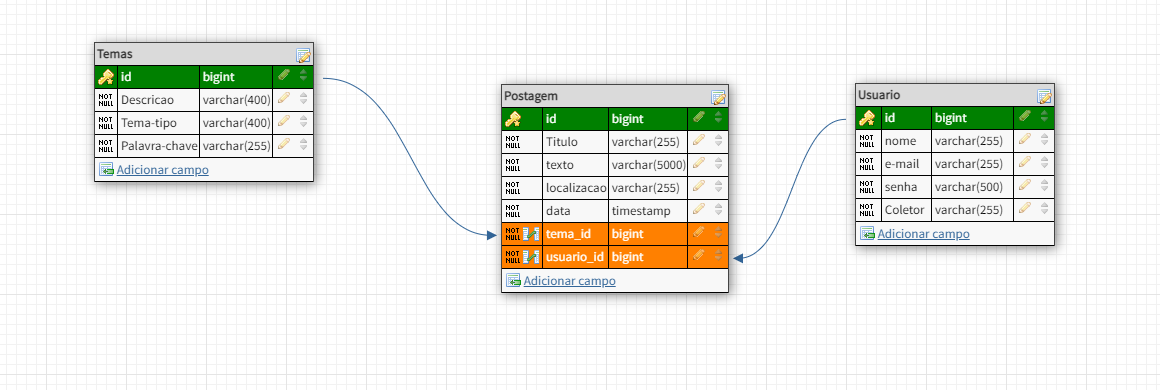 Temas
id bigint
NOT NULL Descricao varchar(400)
NOT NULL Tema-tipo varchar(400)
NOT NULL Palavra-chave varchar(255)
Adicionar campo
Postagem
id bigint
NOT NULL Titulo varchar(255)
NOT NULL texto varchar(5000)
NOT NULL localizacao varchar(255)
NOT NULL data timestamp
NOT NULL tema_id bigint
NOT NULL usuario_id bigint
Adicionar campo
Usuario
id bigint
NOT NULL nome varchar(255)
NOT NULL e-mail varchar(255)
NOT NULL senha varchar(500)
NOT NULL Coletor varchar(255)
Adicionar campo